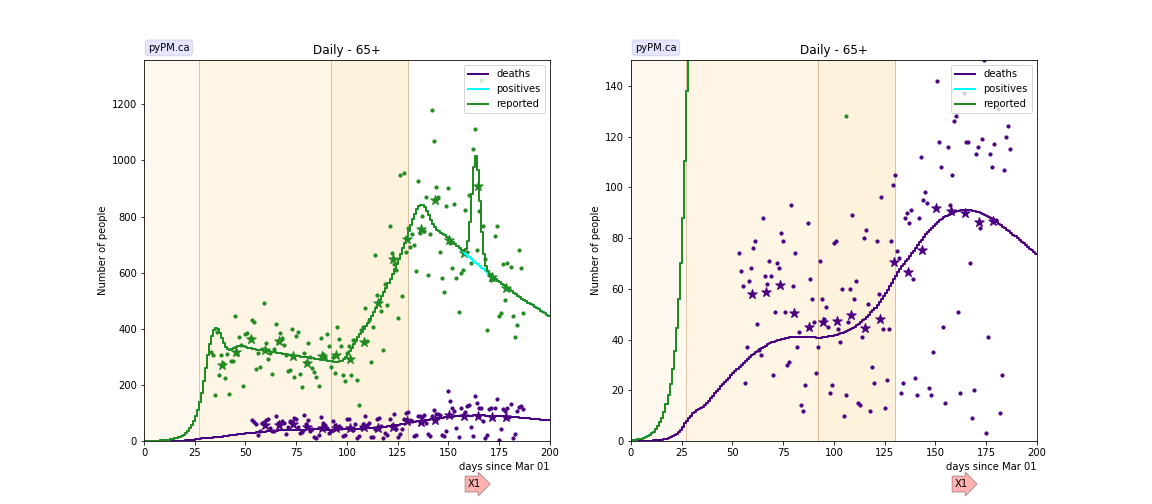 pyPM.ca
Daily - 65+
deaths
positives
reported
Number of people
0
200
400
600
800
1000
1200
0
25
50
75
100
125
150
175
200
days since Mar 01
X1
pyPM.ca
Daily - 65+
deaths
positives
reported
Number of people
0
20
40
60
80
100
120
140
0
25
50
75
100
125
150
175
200
days since Mar 01
X1